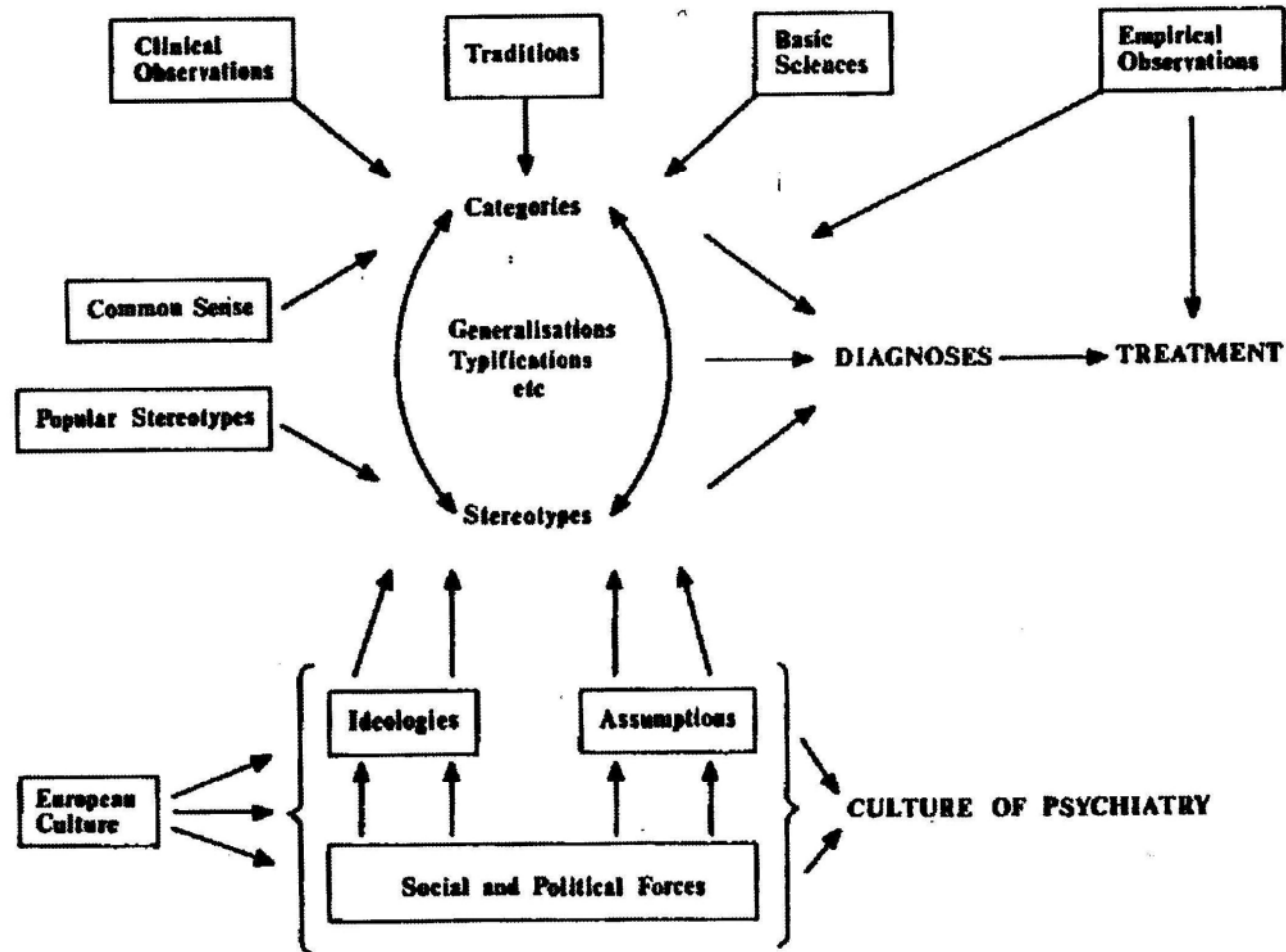 Clinical
Observations
Traditions
Basic
Sciences
Empirical
Observations
Categories
Common Sense
Generalisations
Typifications
etc
DIAGNOSES
TREATMENT
Popular Stereotypes
Stereotypes
Ideologies
Assumptions
European
Culture
CULTURE OF PSYCHIATRY
Social and Political Forces